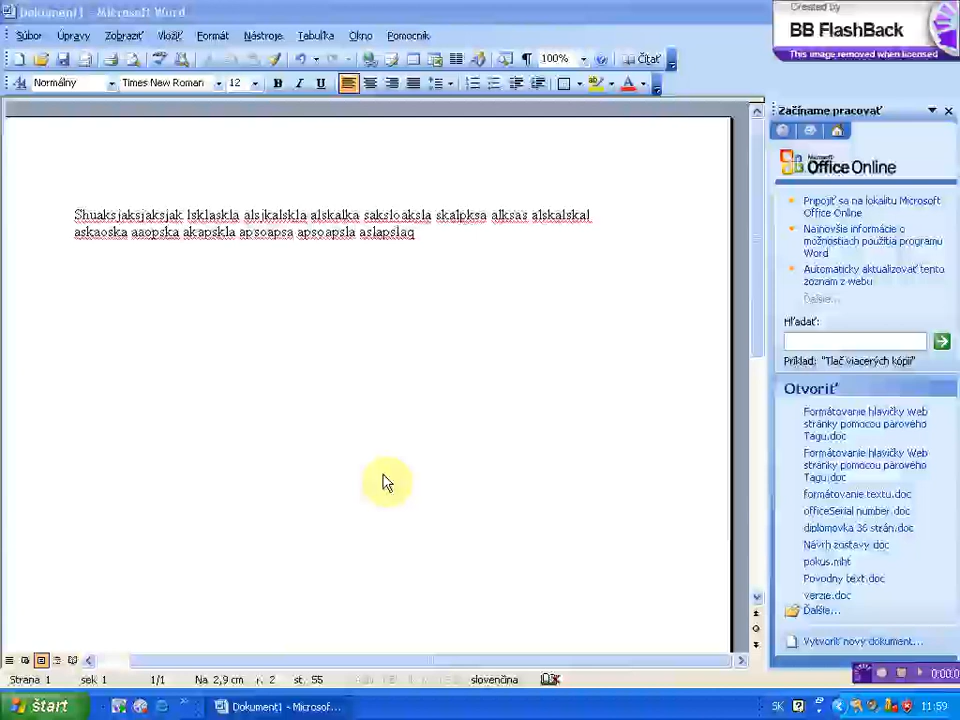 Dokument1 - Microsoft Word
Created by
BB FlashBack
This image removed when licensed
Súbor Úpravy Zobraziť Vložiť Formát Nástroje Tabuľka Okno Pomocník
100% Čítať
Normálny Times New Roman 12 B I U
Začíname pracovať
Microsoft
Office Online
Pripojiť sa na lokalitu Microsoft
Office Online
Najnovšie informácie o
možnostiach použitia programu
Word
Automaticky aktualizovať tento
zoznam z webu
Ďalšie...
Hľadať:
Príklad: "Tlač viacerých kópií"
Otvoriť
Formátovanie hlavičky Web
stránky pomocou párového
Tagu.doc
Formátovanie hlavičky Web
stránky pomocou párového
Tagu.doc
formátovanie textu.doc
officeSerial number.doc
diplomovka 36 strán.doc
Návrh zostavy.doc
pokus.mht
Povodny text.doc
verzie.doc
Ďalšie...
Vytvoriť nový dokument...
Shuaksjaksjaksjak lsklaskla alsjkalskla alskalka saksloaksla skalpksa alksas alskalskal
askaoska aaopska akapskla apsoapsa apsoapsla aslapslaq
Strana 1 sek 1 1/1 Na 2,9 cm r. 2 st. 55 slovenčina
0:00:0
štart Dokument1 - Microsof... SK 11:59